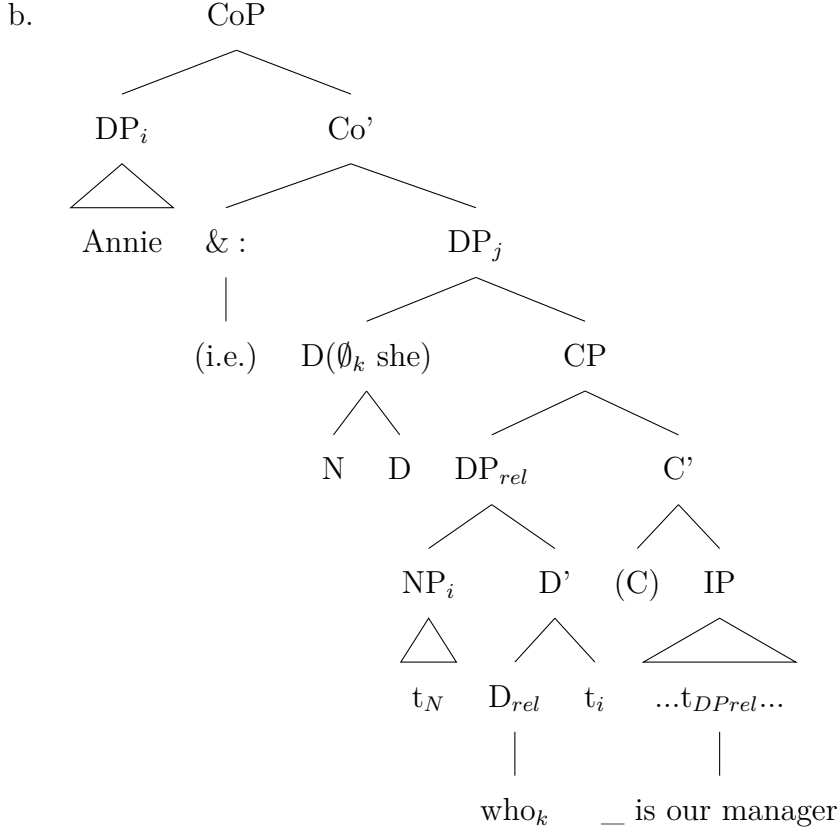 b. CoP
DP_i Co'
Annie & : DP_j
(i.e.) D(∅_k she) CP
N D DP_rel C'
NP_i D' (C) IP
t_N D_rel t_i ...t_DPrel...
who_k _ is our manager